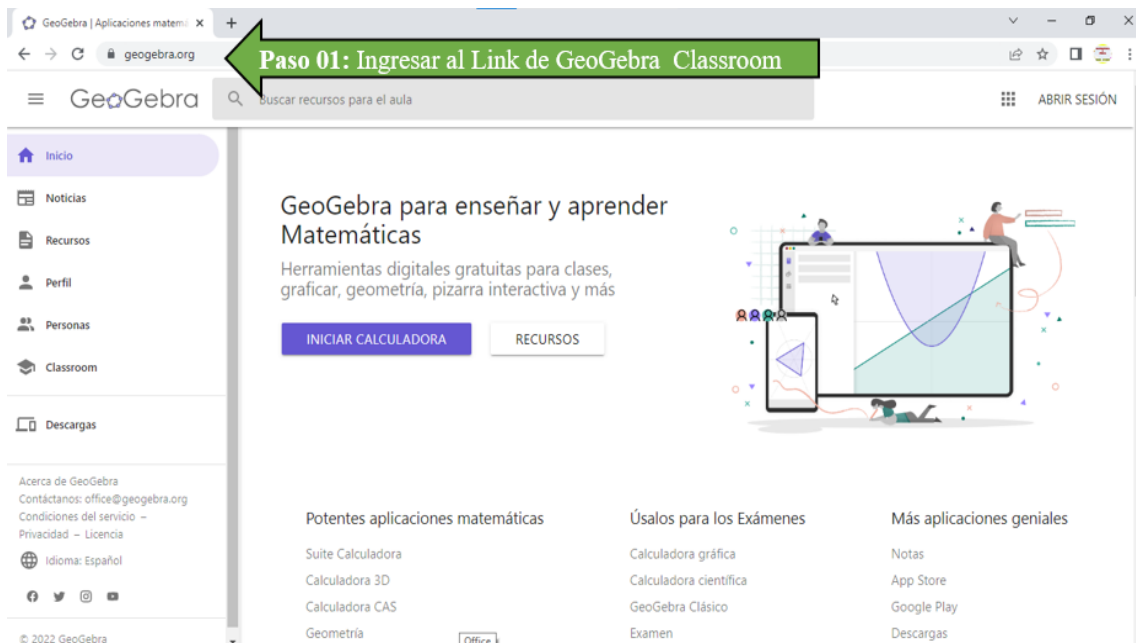 GeoGebra | Aplicaciones matemá
geogebra.org
Paso 01: Ingresar al Link de GeoGebra Classroom
GeoGebra
Buscar recursos para el aula
ABRIR SESIÓN
Inicio
Noticias
Recursos
Perfil
Personas
Classroom
Descargas
Acerca de GeoGebra
Contáctanos: office@geogebra.org
Condiciones del servicio –
Privacidad – Licencia
Idioma: Español
© 2022 GeoGebra
GeoGebra para enseñar y aprender
Matemáticas
Herramientas digitales gratuitas para clases,
graficar, geometría, pizarra interactiva y más
INICIAR CALCULADORA
RECURSOS
Potentes aplicaciones matemáticas
Suite Calculadora
Calculadora 3D
Calculadora CAS
Geometría
Office
Úsalos para los Exámenes
Calculadora gráfica
Calculadora científica
GeoGebra Clásico
Examen
Más aplicaciones geniales
Notas
App Store
Google Play
Descargas